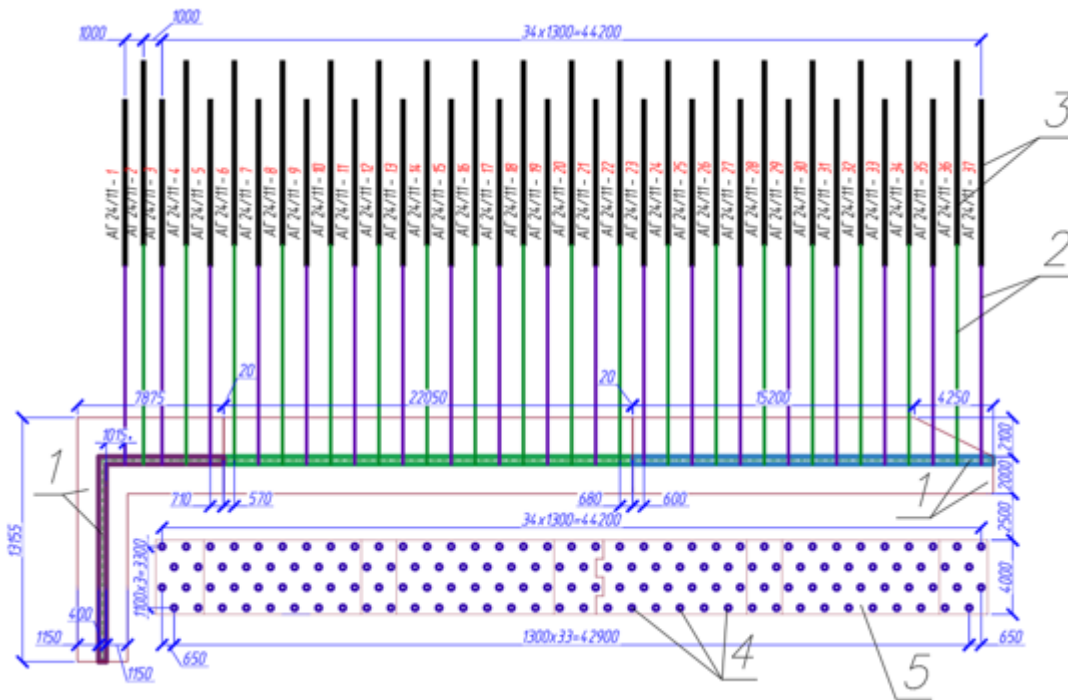 1000
1000
34x1300=44200
3
АГ 24/11 - 1
АГ 24/11 - 2
АГ 24/11 - 3
АГ 24/11 - 4
АГ 24/11 - 5
АГ 24/11 - 6
АГ 24/11 - 7
АГ 24/11 - 8
АГ 24/11 - 9
АГ 24/11 - 10
АГ 24/11 - 11
АГ 24/11 - 12
АГ 24/11 - 13
АГ 24/11 - 14
АГ 24/11 - 15
АГ 24/11 - 16
АГ 24/11 - 17
АГ 24/11 - 18
АГ 24/11 - 19
АГ 24/11 - 20
АГ 24/11 - 21
АГ 24/11 - 22
АГ 24/11 - 23
АГ 24/11 - 24
АГ 24/11 - 25
АГ 24/11 - 26
АГ 24/11 - 27
АГ 24/11 - 28
АГ 24/11 - 29
АГ 24/11 - 30
АГ 24/11 - 31
АГ 24/11 - 32
АГ 24/11 - 33
АГ 24/11 - 34
АГ 24/11 - 35
АГ 24/11 - 36
АГ 24/11 - 37
2
20
20
7875
22050
15200
4250
1015
2100
1
1
2000
710
570
680
600
34x1300=44200
2500
13155
1100x3=3300
4000
400
1150
650
1300x33=42900
650
1150
4
5